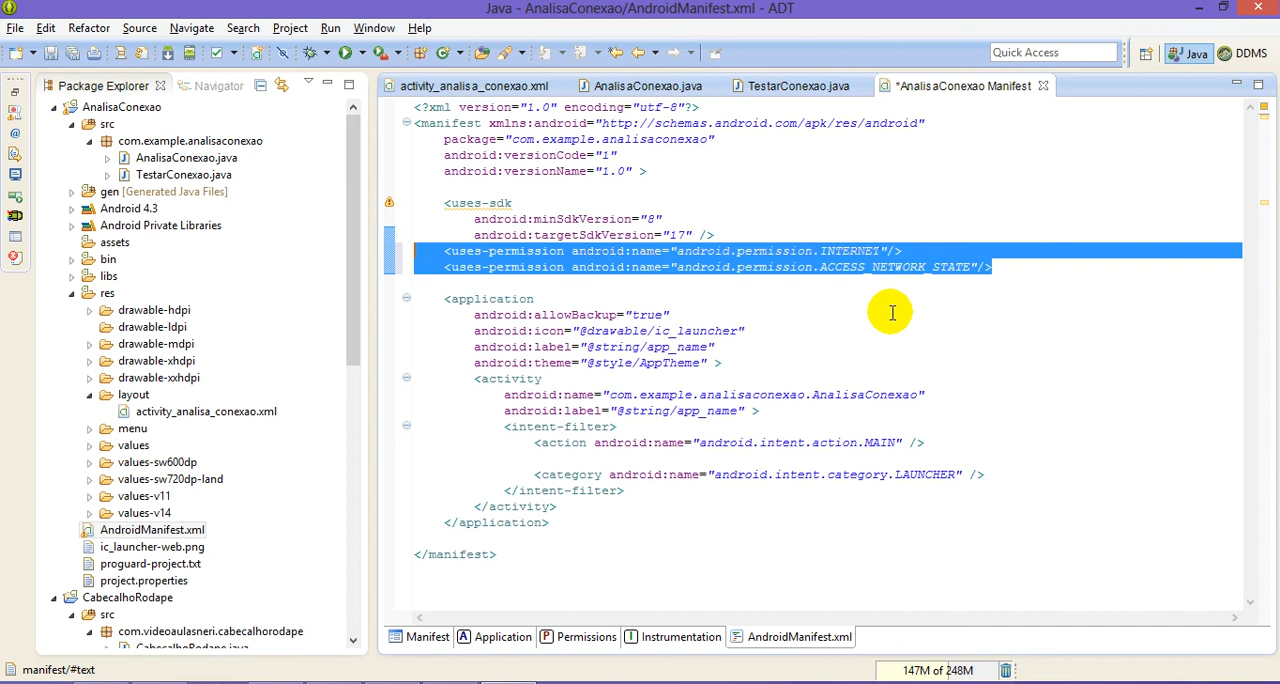 Java - AnalisaConexao/AndroidManifest.xml - ADT
File Edit Refactor Source Navigate Search Project Run Window Help
Quick Access
Java
DDMS
Package Explorer
Navigator
activity_analisa_conexao.xml
AnalisaConexao.java
TestarConexao.java
*AnalisaConexao Manifest
AnalisaConexao
src
com.example.analisaconexao
AnalisaConexao.java
TestarConexao.java
gen [Generated Java Files]
Android 4.3
Android Private Libraries
assets
bin
libs
res
drawable-hdpi
drawable-ldpi
drawable-mdpi
drawable-xhdpi
drawable-xxhdpi
layout
activity_analisa_conexao.xml
menu
values
values-sw600dp
values-sw720dp-land
values-v11
values-v14
AndroidManifest.xml
ic_launcher-web.png
proguard-project.txt
project.properties
CabecalhoRodape
src
com.videoaulasneri.cabecalhorodape
CabecalhoRodape.java
<?xml version="1.0" encoding="utf-8"?>
<manifest xmlns:android="http://schemas.android.com/apk/res/android"
package="com.example.analisaconexao"
android:versionCode="1"
android:versionName="1.0" >
<uses-sdk
android:minSdkVersion="8"
android:targetSdkVersion="17" />
<uses-permission android:name="android.permission.INTERNET"/>
<uses-permission android:name="android.permission.ACCESS_NETWORK_STATE"/>
<application
android:allowBackup="true"
android:icon="@drawable/ic_launcher"
android:label="@string/app_name"
android:theme="@style/AppTheme" >
<activity
android:name="com.example.analisaconexao.AnalisaConexao"
android:label="@string/app_name" >
<intent-filter>
<action android:name="android.intent.action.MAIN" />
<category android:name="android.intent.category.LAUNCHER" />
</intent-filter>
</activity>
</application>
</manifest>
Manifest
Application
Permissions
Instrumentation
AndroidManifest.xml
manifest/#text
147M of 248M